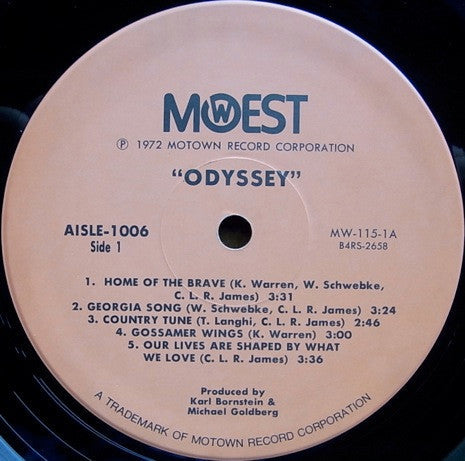 MOWEST
℗ 1972 MOTOWN RECORD CORPORATION
"ODYSSEY"
AISLE-1006
Side 1
MW-115-1A
B4RS-2658
1. HOME OF THE BRAVE (K. Warren, W. Schwebke,
C. L. R. James) 3:31
2. GEORGIA SONG (W. Schwebke, C. L. R. James) 3:24
3. COUNTRY TUNE (T. Langhi, C. L. R. James) 2:46
4. GOSSAMER WINGS (K. Warren) 3:00
5. OUR LIVES ARE SHAPED BY WHAT
WE LOVE (C. L. R. James) 3:36
Produced by
Karl Bornstein &
Michael Goldberg
A TRADEMARK OF MOTOWN RECORD CORPORATION